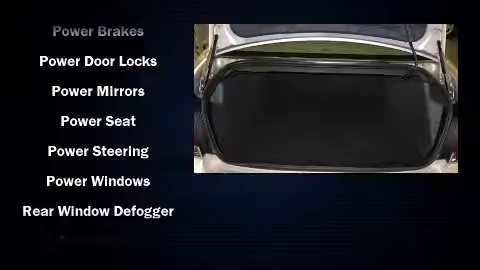 Power Brakes
Power Door Locks
Power Mirrors
Power Seat
Power Steering
Power Windows
Rear Window Defogger